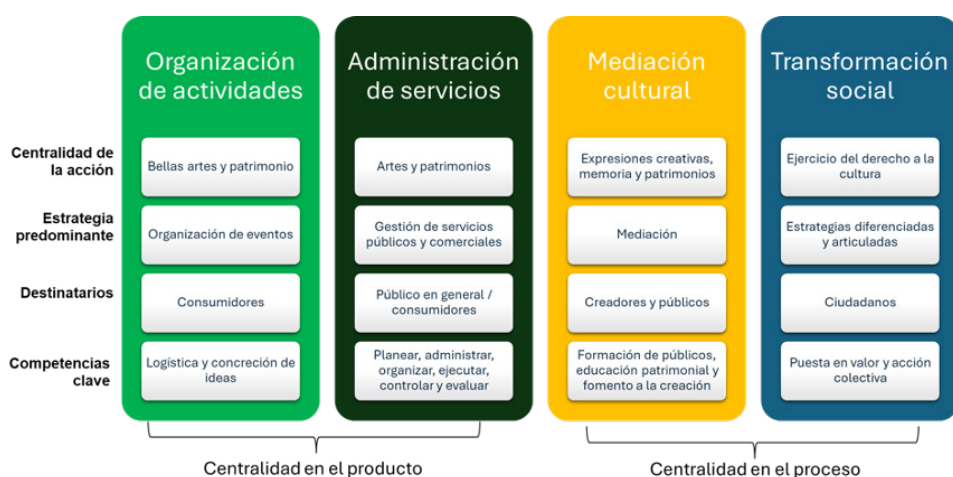 Organización
de actividades
Administración
de servicios
Mediación
cultural
Transformación
social
Centralidad de
la acción
Bellas artes y patrimonio
Artes y patrimonios
Expresiones creativas,
memoria y patrimonios
Ejercicio del derecho a la
cultura
Estrategia
predominante
Organización de eventos
Gestión de servicios
públicos y comerciales
Mediación
Estrategias diferenciadas
y articuladas
Destinatarios
Consumidores
Público en general /
consumidores
Creadores y públicos
Ciudadanos
Competencias
clave
Logística y concreción de
ideas
Planear, administrar,
organizar, ejecutar,
controlar y evaluar
Formación de públicos,
educación patrimonial y
fomento a la creación
Puesta en valor y acción
colectiva
Centralidad en el producto
Centralidad en el proceso